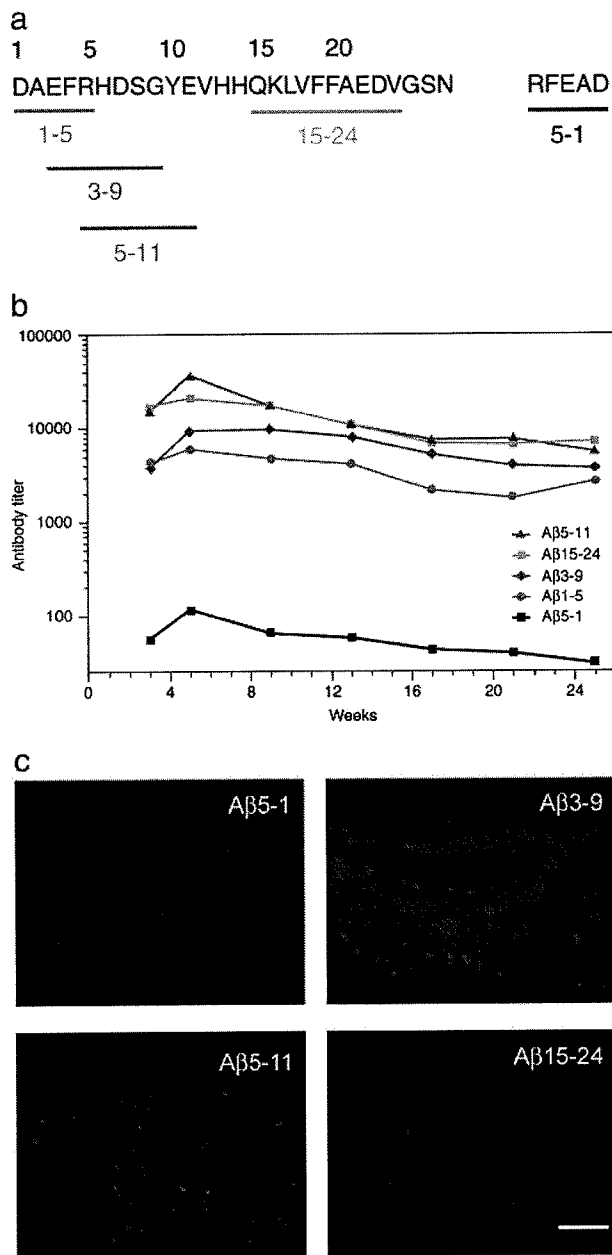 a
1 5 10 15 20
DAEFRHDSGYEVHHQKLVFFAEDVGSN RFEAD
1-5 15-24 5-1
3-9
5-11
b
100000
10000
1000
100
Antibody titer
Aβ5-11
Aβ15-24
Aβ3-9
Aβ1-5
Aβ5-1
0 4 8 12 16 20 24
Weeks
c
Aβ5-1 Aβ3-9
Aβ5-11 Aβ15-24